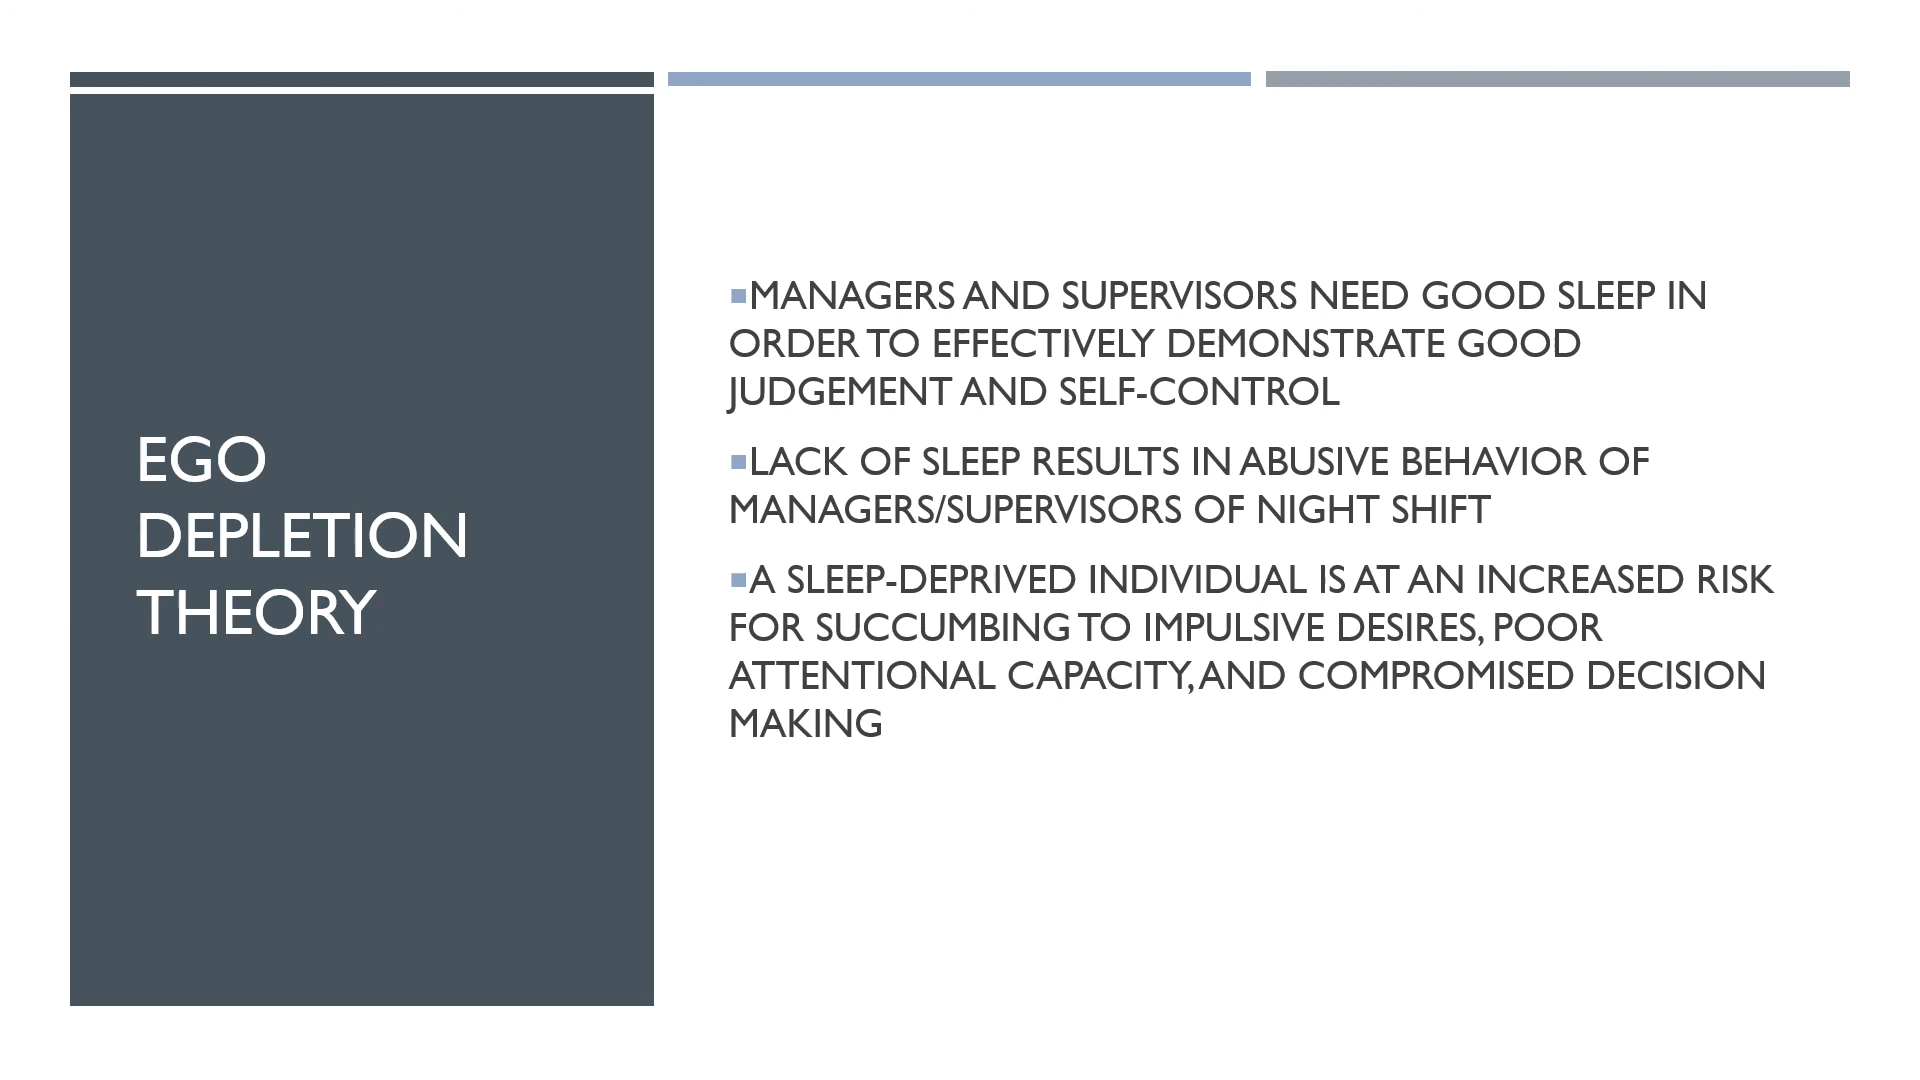 EGO
DEPLETION
THEORY
▪MANAGERS AND SUPERVISORS NEED GOOD SLEEP IN
ORDER TO EFFECTIVELY DEMONSTRATE GOOD
JUDGEMENT AND SELF-CONTROL
▪LACK OF SLEEP RESULTS IN ABUSIVE BEHAVIOR OF
MANAGERS/SUPERVISORS OF NIGHT SHIFT
▪A SLEEP-DEPRIVED INDIVIDUAL IS AT AN INCREASED RISK
FOR SUCCUMBING TO IMPULSIVE DESIRES, POOR
ATTENTIONAL CAPACITY, AND COMPROMISED DECISION
MAKING